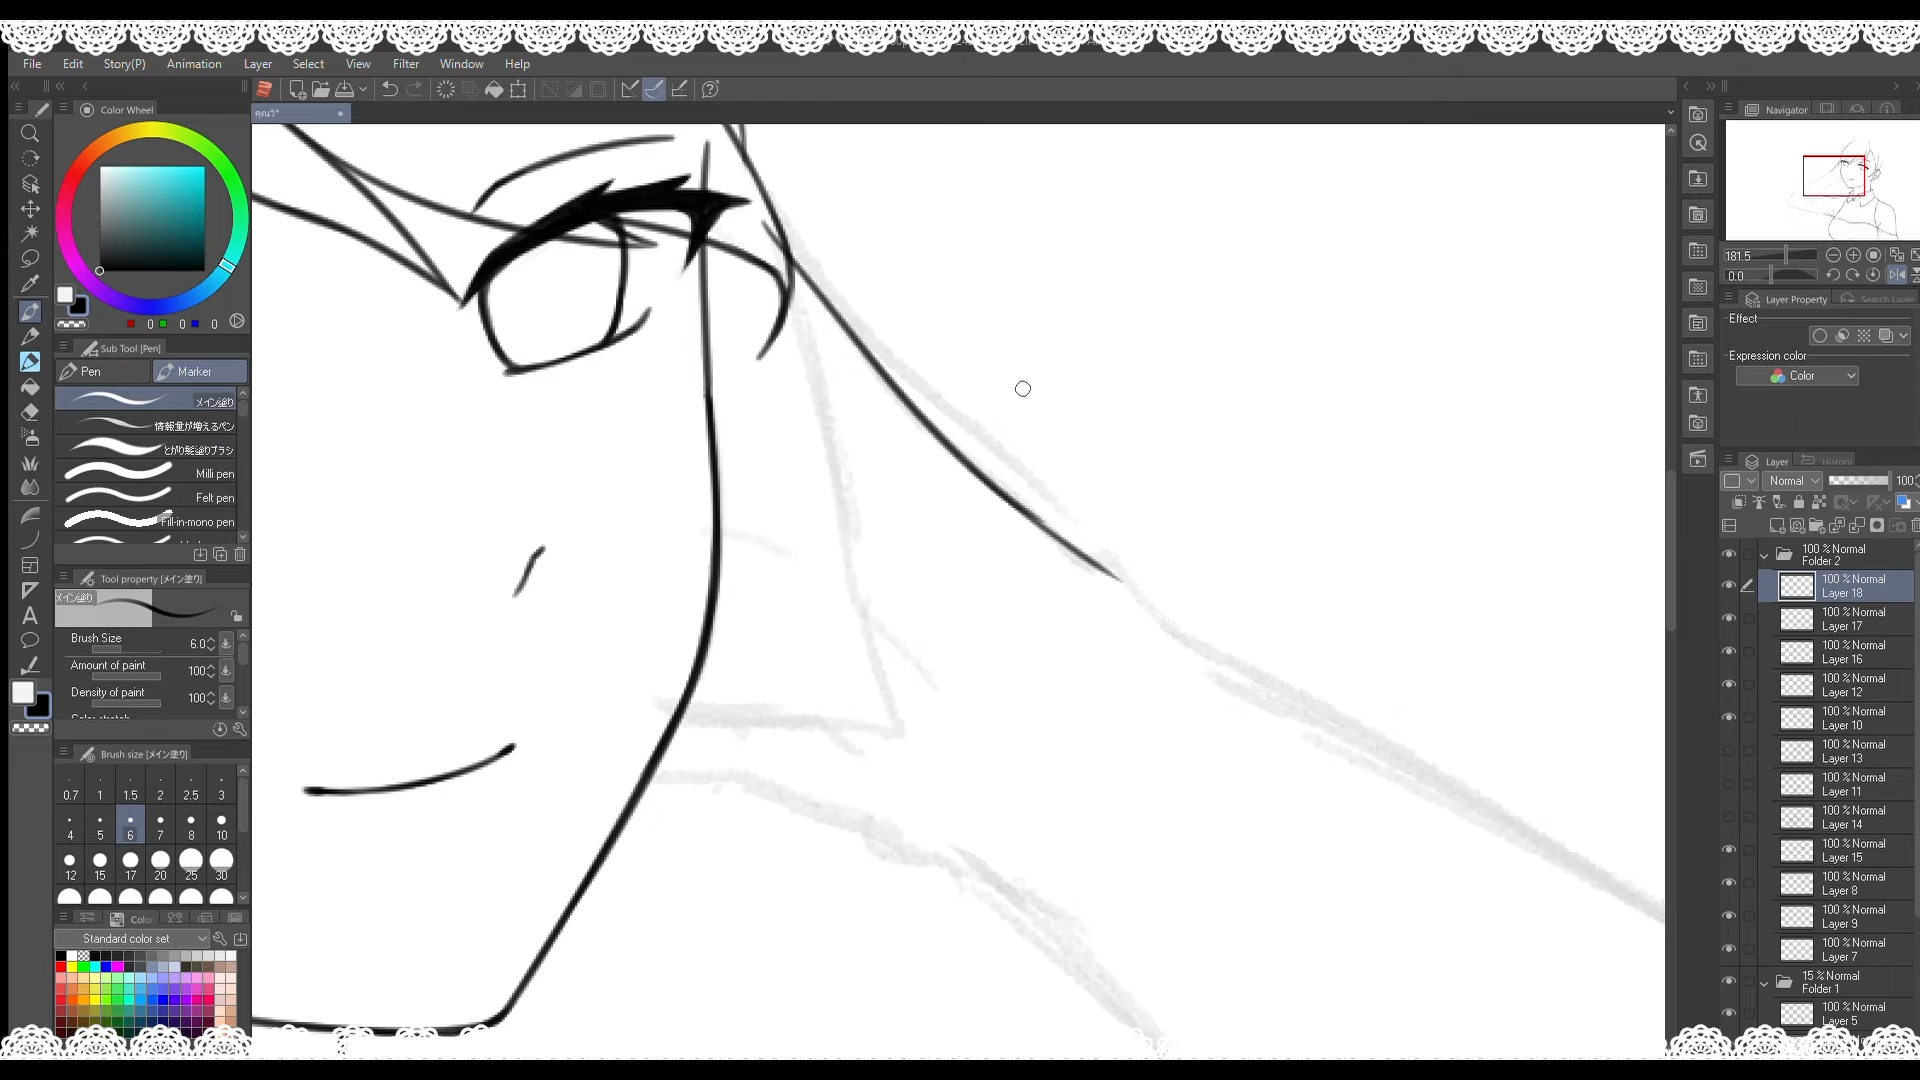 File Edit Story(P) Animation Layer Select View Filter Window Help
Color Wheel
คุณวิ*
Navigator
181.5
0.0
0 0 0
Layer Property Search Layer
Effect
Expression color
Color
Sub Tool [Pen]
Pen Marker
メイン塗り
情報量が増えるペン
とがり髪塗りブラシ
Milli pen
Felt pen
Fill-in-mono pen
Tool property [メイン塗り]
メイン塗り
Brush Size 6.0
Amount of paint 100
Density of paint 100
Brush size [メイン塗り]
0.7 1 1.5 2 2.5 3
4 5 6 7 8 10
12 15 17 20 25 30
Color
Standard color set
Layer History
Normal 100
100 % Normal
Folder 2
100 % Normal
Layer 18
100 % Normal
Layer 17
100 % Normal
Layer 16
100 % Normal
Layer 12
100 % Normal
Layer 10
100 % Normal
Layer 13
100 % Normal
Layer 11
100 % Normal
Layer 14
100 % Normal
Layer 15
100 % Normal
Layer 8
100 % Normal
Layer 9
100 % Normal
Layer 7
15 % Normal
Folder 1
100 % Normal
Layer 5